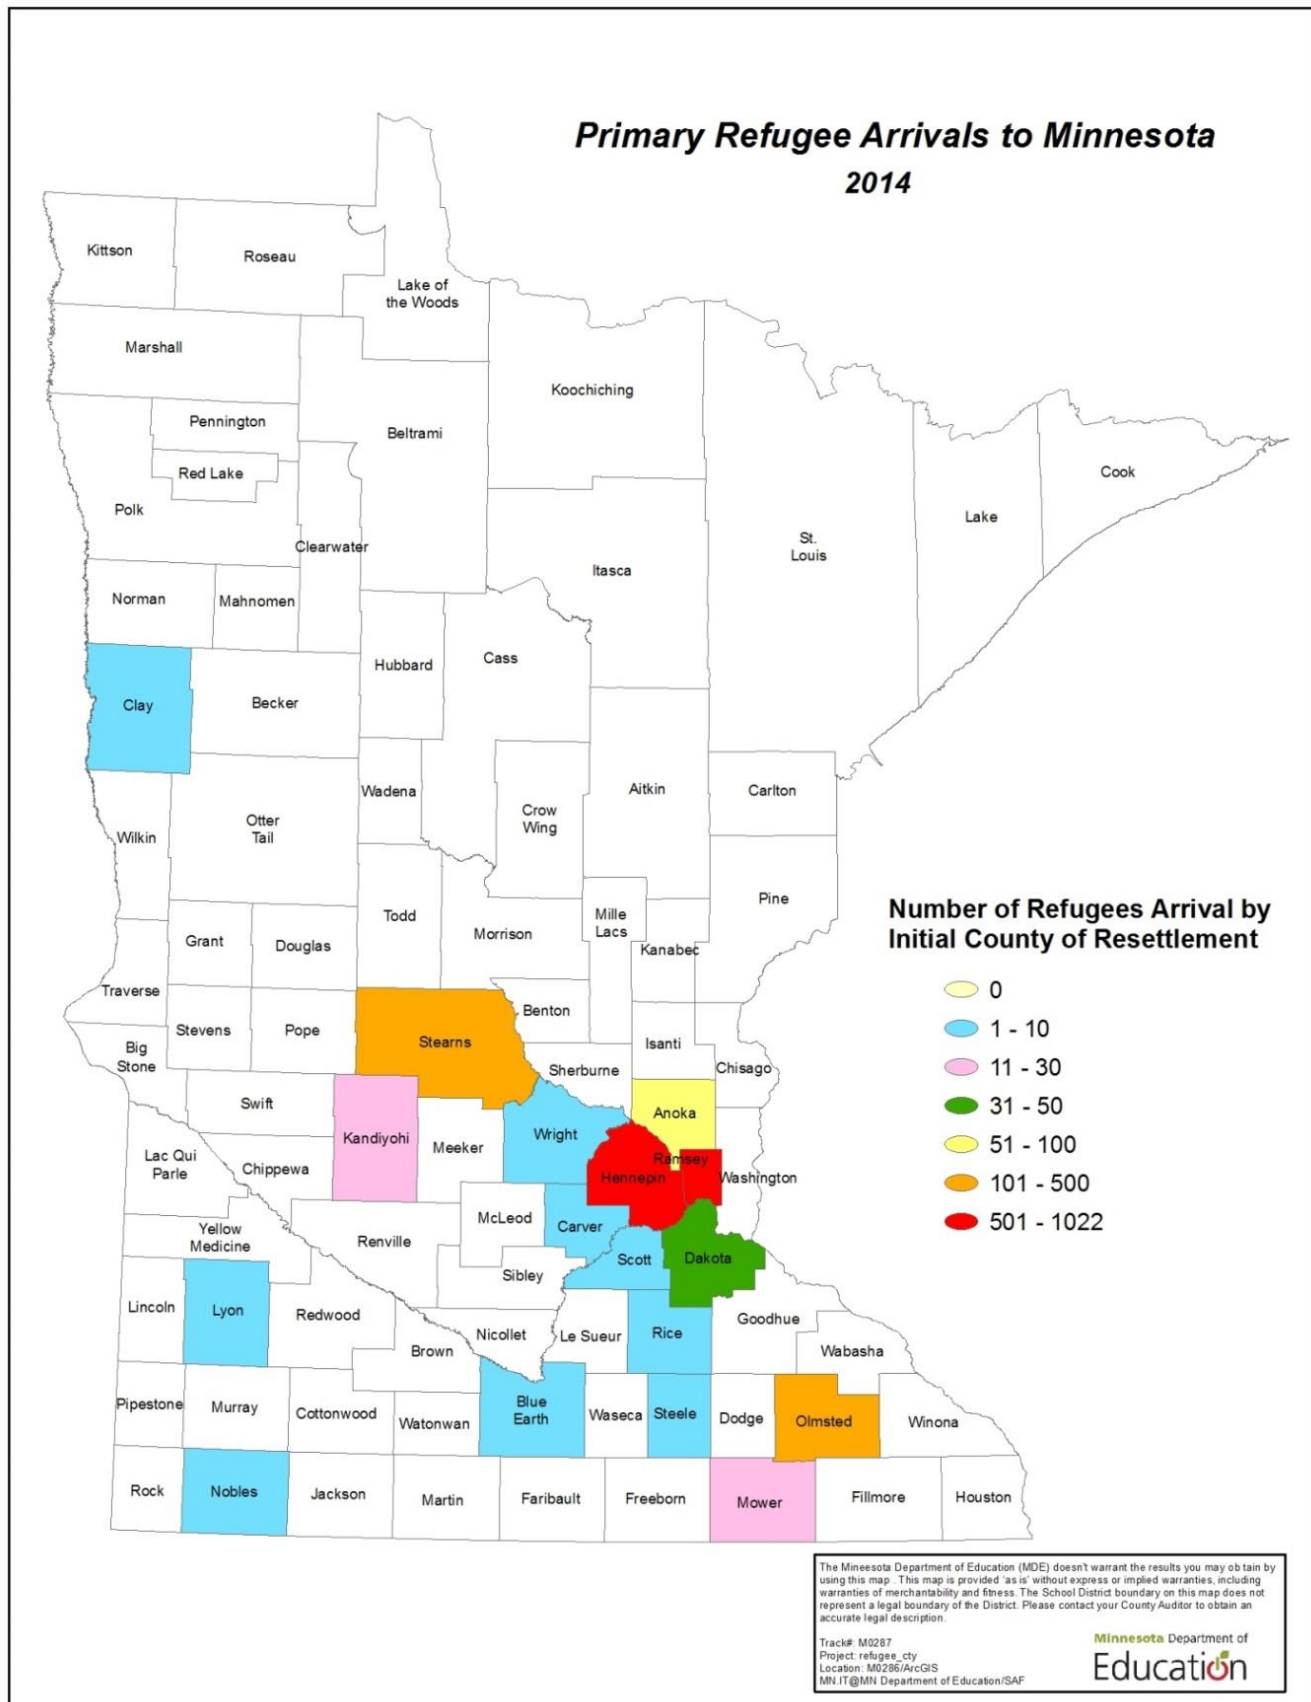 Primary Refugee Arrivals to Minnesota
2014
Kittson
Roseau
Lake of
the Woods
Marshall
Koochiching
Pennington
Beltrami
Red Lake
Cook
Polk
Lake
Clearwater
St.
Louis
Itasca
Norman
Mahnomen
Hubbard
Cass
Clay
Becker
Wadena
Aitkin
Carlton
Crow
Wing
Otter
Tail
Wilkin
Pine
Todd
Mille
Lacs
Morrison
Grant
Douglas
Kanabec
Traverse
Benton
Stevens
Pope
Stearns
Isanti
Big
Stone
Sherburne
Chisago
Swift
Anoka
Kandiyohi
Wright
Meeker
Lac Qui
Parle
Chippewa
Ramsey
Hennepin
Washington
McLeod
Carver
Yellow
Medicine
Renville
Scott
Dakota
Sibley
Lincoln
Lyon
Redwood
Goodhue
Nicollet
Le Sueur
Rice
Brown
Wabasha
Pipestone
Murray
Cottonwood
Blue
Earth
Watonwan
Waseca
Steele
Dodge
Olmsted
Winona
Rock
Nobles
Jackson
Martin
Faribault
Freeborn
Mower
Fillmore
Houston
Number of Refugees Arrival by
Initial County of Resettlement
0
1 - 10
11 - 30
31 - 50
51 - 100
101 - 500
501 - 1022
The Mineesota Department of Education (MDE) doesn't warrant the results you may ob tain by
using this map . This map is provided 'as is' without express or implied warranties, including
warranties of merchantability and fitness. The School District boundary on this map does not
represent a legal boundary of the District. Please contact your County Auditor to obtain an
accurate legal description.
Track#: M0287
Project: refugee_cty
Location: M0286/ArcGIS
MN.IT@MN Department of Education/SAF
Minnesota Department of
Education